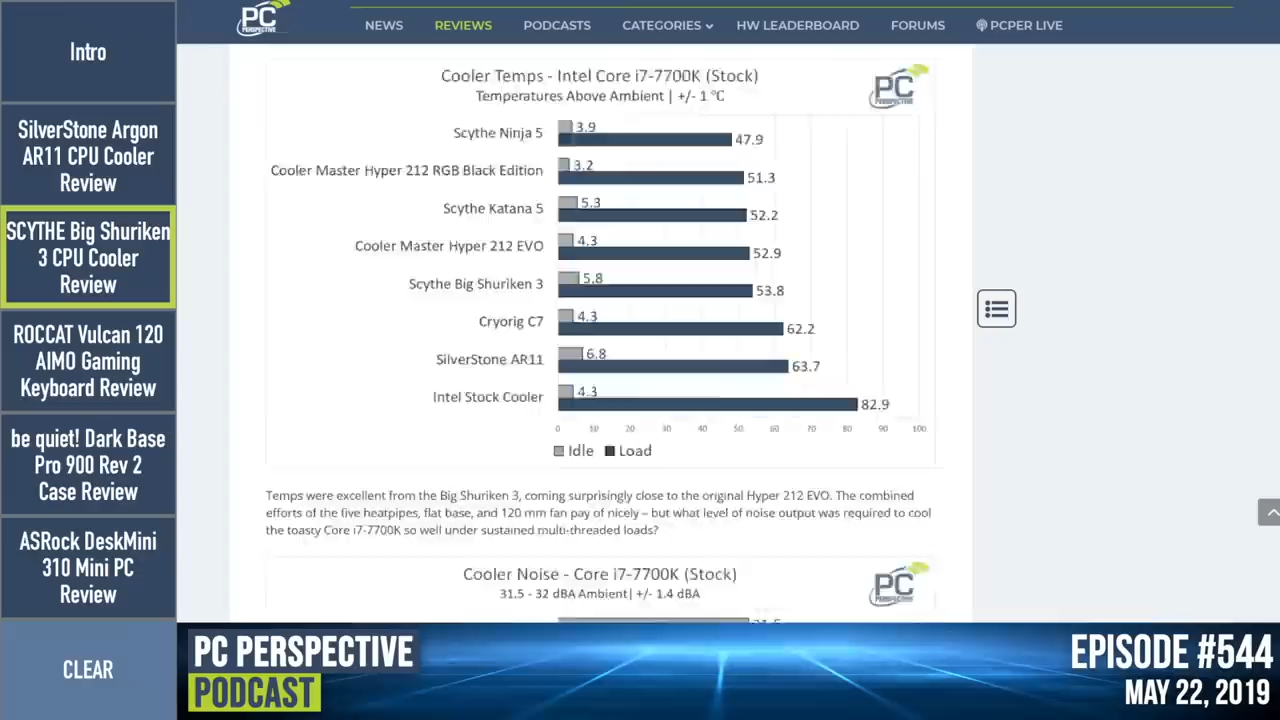 Intro
SilverStone Argon
AR11 CPU Cooler
Review
SCYTHE Big Shuriken
3 CPU Cooler
Review
ROCCAT Vulcan 120
AIMO Gaming
Keyboard Review
be quiet! Dark Base
Pro 900 Rev 2
Case Review
ASRock DeskMini
310 Mini PC
Review
CLEAR
PC
PERSPECTIVE
NEWS REVIEWS PODCASTS CATEGORIES HW LEADERBOARD FORUMS PCPER LIVE
Cooler Temps - Intel Core i7-7700K (Stock)
Temperatures Above Ambient | +/- 1 °C
PC
PERSPECTIVE
Scythe Ninja 5 3.9 47.9
Cooler Master Hyper 212 RGB Black Edition 3.2 51.3
Scythe Katana 5 5.3 52.2
Cooler Master Hyper 212 EVO 4.3 52.9
Scythe Big Shuriken 3 5.8 53.8
Cryorig C7 4.3 62.2
SilverStone AR11 6.8 63.7
Intel Stock Cooler 4.3 82.9
0 10 20 30 40 50 60 70 80 90 100
Idle Load
Temps were excellent from the Big Shuriken 3, coming surprisingly close to the original Hyper 212 EVO. The combined
efforts of the five heatpipes, flat base, and 120 mm fan pay of nicely – but what level of noise output was required to cool
the toasty Core i7-7700K so well under sustained multi-threaded loads?
Cooler Noise - Core i7-7700K (Stock)
31.5 - 32 dBA Ambient| +/- 1.4 dBA
PC
PERSPECTIVE
PC PERSPECTIVE
PODCAST
EPISODE #544
MAY 22, 2019